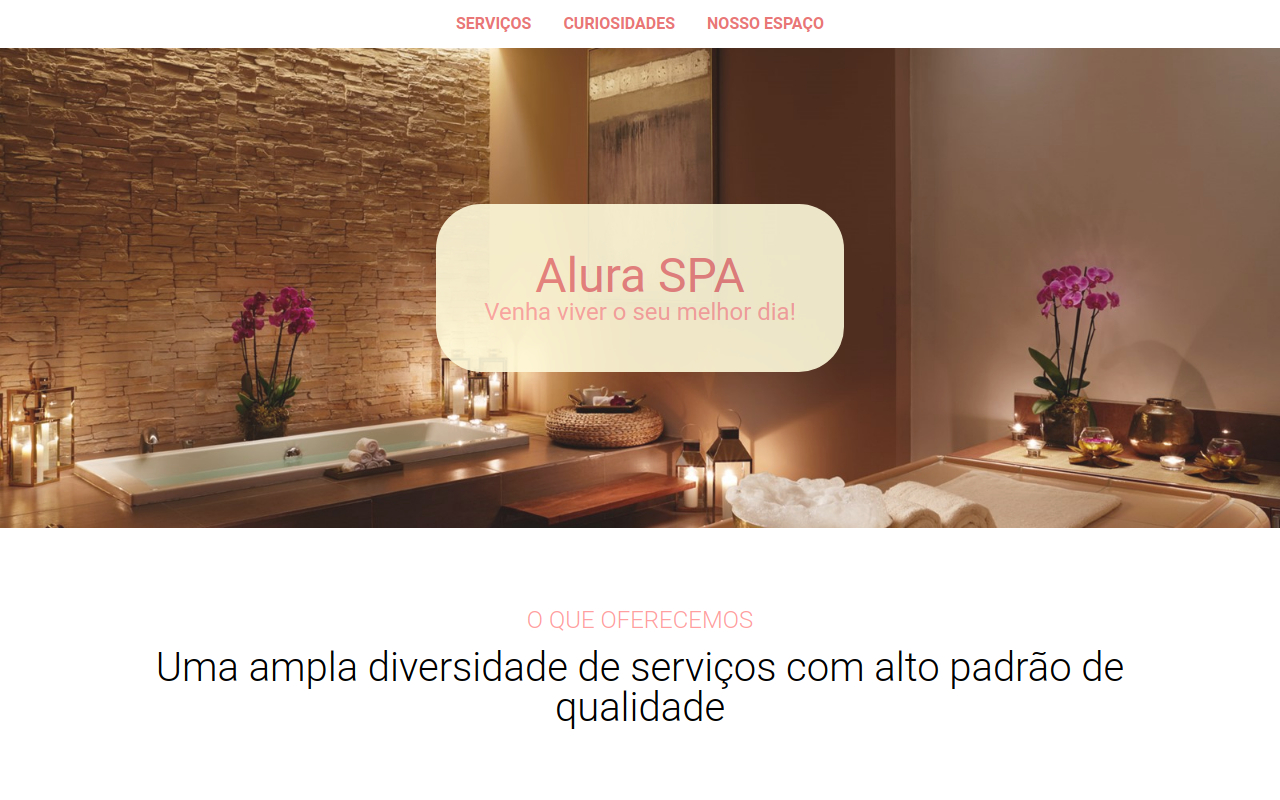 SERVIÇOS CURIOSIDADES NOSSO ESPAÇO
Alura SPA
Venha viver o seu melhor dia!
O QUE OFERECEMOS
Uma ampla diversidade de serviços com alto padrão de
qualidade